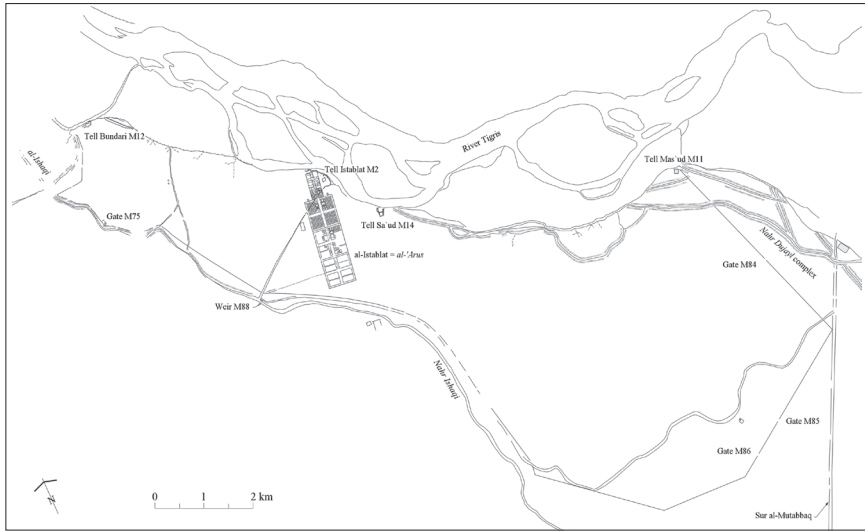 River Tigris
Tell Bundari M12
al-Ishaqi
Tell Mas'ud M11
Tell Istablat M2
Gate M75
Tell Sa'ud M14
Nahr Dujayl complex
al-Istablat = al-'Arus
Gate M84
Weir M88
Nahr Ishaqi
Gate M85
Gate M86
N
0 1 2 km
Sur al-Mutabbaq